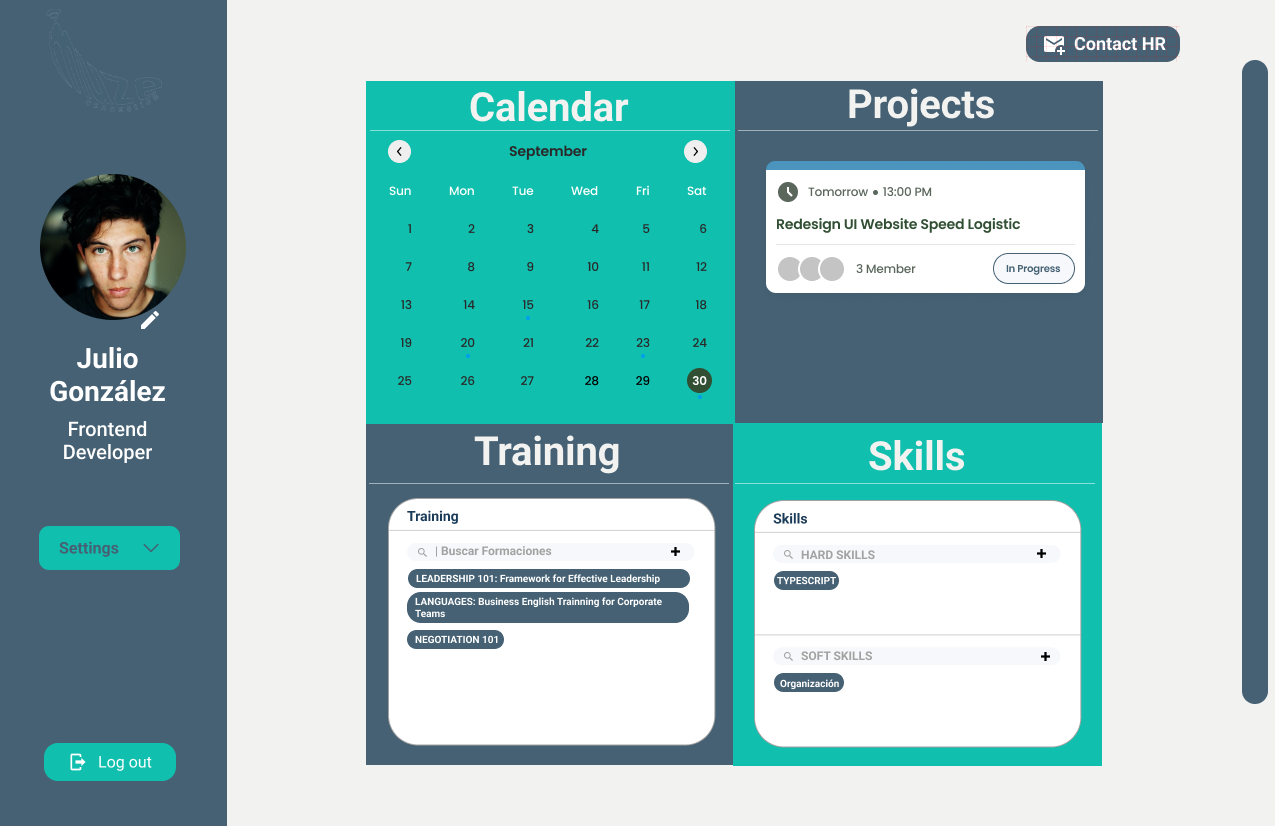 Julio
González
Frontend
Developer
Settings
Log out
Contact HR
Calendar
September
Sun Mon Tue Wed Fri Sat
1 2 3 4 5 6
7 8 9 10 11 12
13 14 15 16 17 18
19 20 21 22 23 24
25 26 27 28 29 30
Projects
Tomorrow • 13:00 PM
Redesign UI Website Speed Logistic
3 Member
In Progress
Training
Training
| Buscar Formaciones
LEADERSHIP 101: Framework for Effective Leadership
LANGUAGES: Business English Trainning for Corporate
Teams
NEGOTIATION 101
Skills
Skills
HARD SKILLS
TYPESCRIPT
SOFT SKILLS
Organización